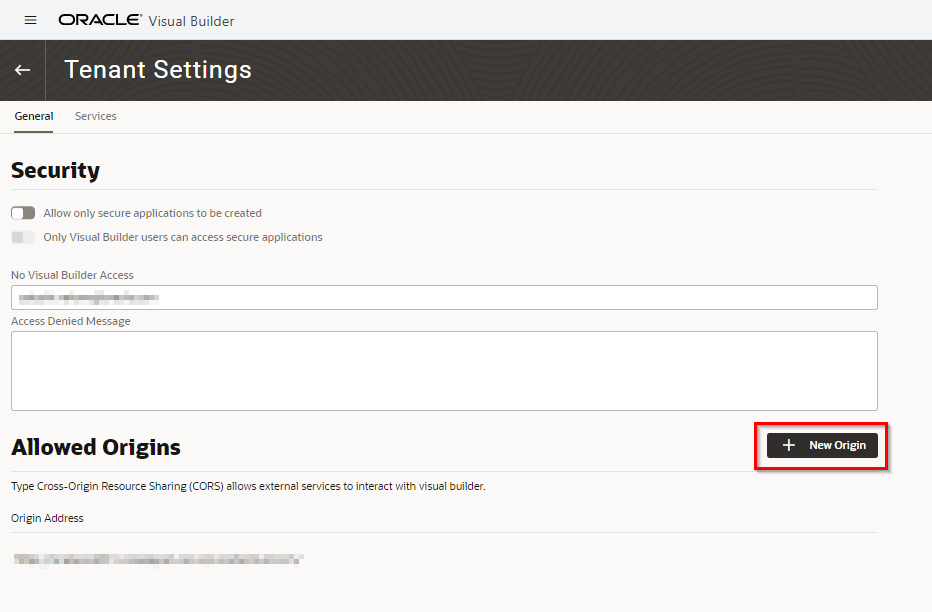 ORACLE Visual Builder
Tenant Settings
General Services
Security
Allow only secure applications to be created
Only Visual Builder users can access secure applications
No Visual Builder Access
Access Denied Message
Allowed Origins
+ New Origin
Type Cross-Origin Resource Sharing (CORS) allows external services to interact with visual builder.
Origin Address